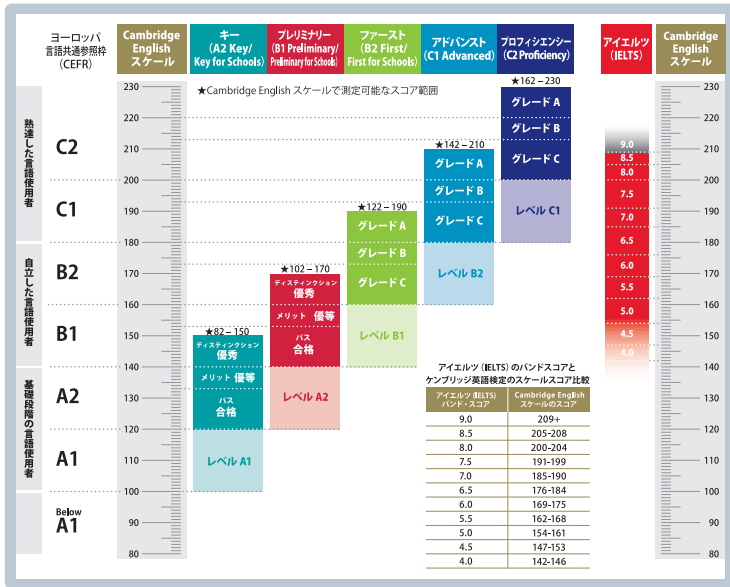 ヨーロッパ
言語共通参照枠
(CEFR)
Cambridge
English
スケール
キー
(A2 Key/
Key for Schools)
プレリミナリー
(B1 Preliminary/
Preliminary for Schools)
ファースト
(B2 First/
First for Schools)
アドバンスト
(C1 Advanced)
プロフィシエンシー
(C2 Proficiency)
アイエルツ
(IELTS)
Cambridge
English
スケール
★Cambridge English スケールで測定可能なスコア範囲
熟達した言語使用者
C2
C1
自立した言語使用者
B2
B1
基礎段階の言語使用者
A2
A1
Below
A1
230
220
210
200
190
180
170
160
150
140
130
120
110
100
90
80
★82–150
ディスティンクション
優秀
メリット 優等
パス
合格
レベル A1
★102–170
ディスティンクション
優秀
メリット 優等
パス
合格
レベル A2
★122–190
グレード A
グレード B
グレード C
レベル B1
★142–210
グレード A
グレード B
グレード C
レベル B2
★162–230
グレード A
グレード B
グレード C
レベル C1
9.0
8.5
8.0
7.5
7.0
6.5
6.0
5.5
5.0
4.5
4.0
230
220
210
200
190
180
170
160
150
140
130
120
110
100
90
80
アイエルツ (IELTS) のバンドスコアと
ケンブリッジ英語検定のスケールスコア比較
アイエルツ (IELTS) バンド・スコア
Cambridge English スケールのスコア
9.0 209+
8.5 205-208
8.0 200-204
7.5 191-199
7.0 185-190
6.5 176-184
6.0 169-175
5.5 162-168
5.0 154-161
4.5 147-153
4.0 142-146